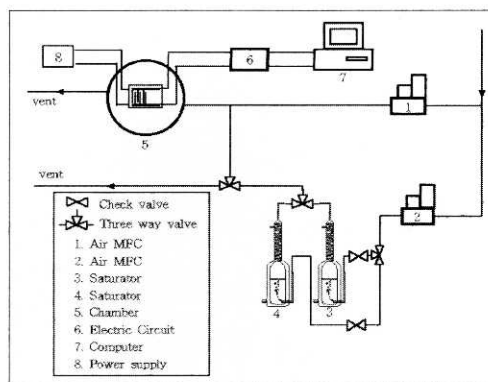 8
6
7
vent
5
1
vent
2
4
3
Check valve
Three way valve
1. Air MFC
2. Air MFC
3. Saturator
4. Saturator
5. Chamber
6. Electric Circuit
7. Computer
8. Power supply